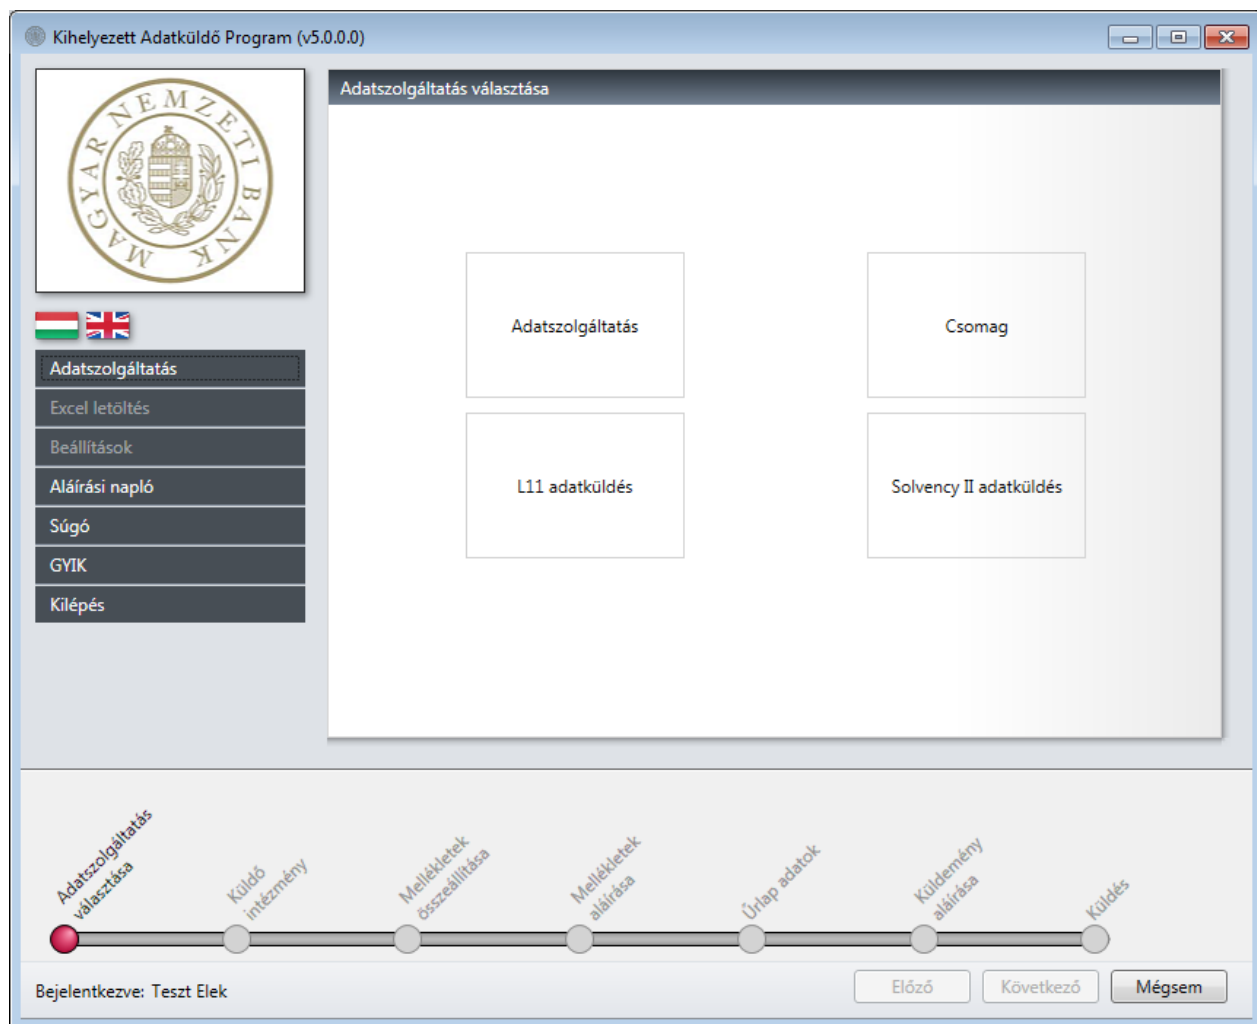 Kihelyezett Adatküldő Program (v5.0.0.0)
MAGYAR NEMZETI BANK
Adatszolgáltatás választása
Adatszolgáltatás
Csomag
L11 adatküldés
Solvency II adatküldés
Adatszolgáltatás
Excel letöltés
Beállítások
Aláírási napló
Súgó
GYIK
Kilépés
Adatszolgáltatás
választása
Küldő
intézmény
Mellékletek
összeállítása
Mellékletek
aláírása
Űrlap adatok
Küldemény
aláírása
Küldés
Bejelentkezve: Teszt Elek
Előző
Következő
Mégsem